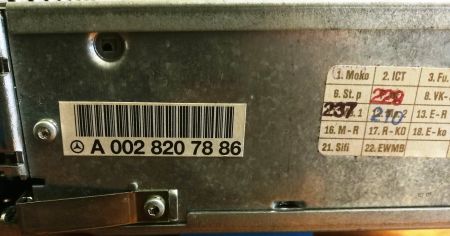 A 002 820 78 86
1. Moko 2. ICT 3. Fu.
6. St. p 229 8. VK-
237 .1 210 13. E-R
16. M-R 17. R-KO 18. E-ko
21. Sifi 22. EWMB